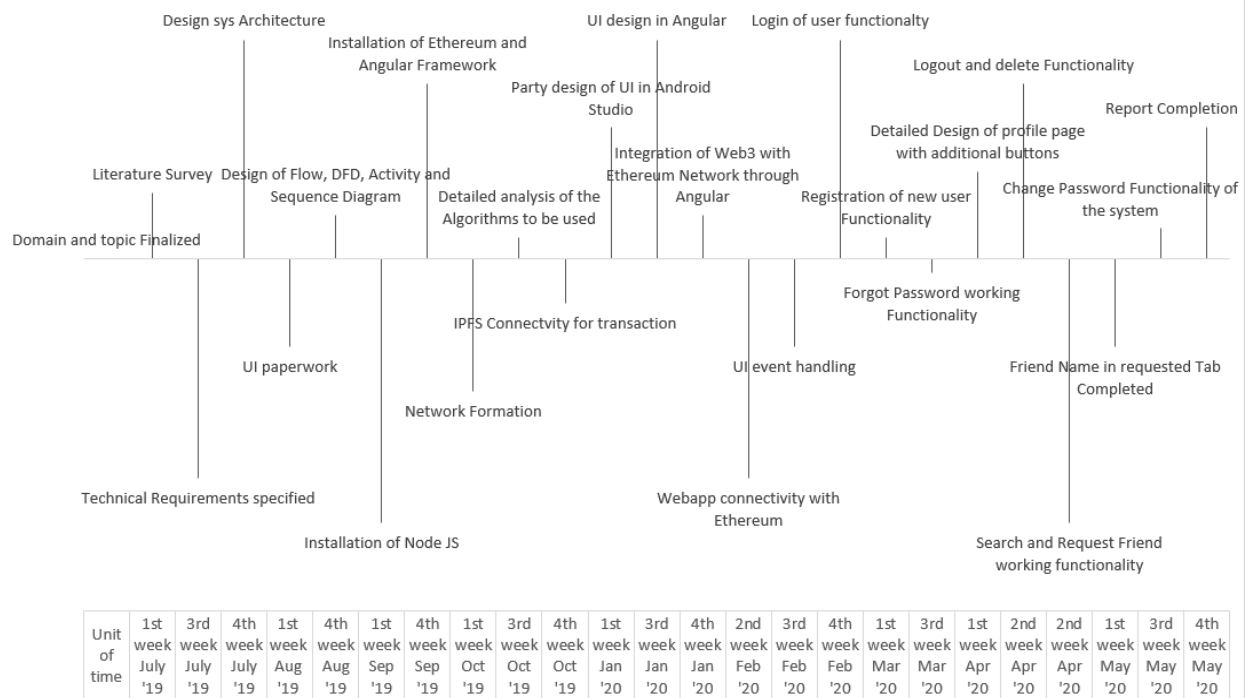 Design sys Architecture
UI design in Angular
Login of user functionalty
Installation of Ethereum and
Angular Framework
Logout and delete Functionality
Party design of UI in Android
Studio
Report Completion
Detailed Design of profile page
with additional buttons
Integration of Web3 with
Ethereum Network through
Angular
Literature Survey
Design of Flow, DFD, Activity and
Sequence Diagram
Detailed analysis of the
Algorithms to be used
Registration of new user
Functionality
Change Password Functionality of
the system
Domain and topic Finalized
Forgot Password working
Functionality
IPFS Connectvity for transaction
UI paperwork
UI event handling
Friend Name in requested Tab
Completed
Network Formation
Technical Requirements specified
Webapp connectivity with
Ethereum
Installation of Node JS
Search and Request Friend
working functionality
Unit
of
time
1st
week
July
'19
3rd
week
July
'19
4th
week
July
'19
1st
week
Aug
'19
4th
week
Aug
'19
1st
week
Sep
'19
4th
week
Sep
'19
1st
week
Oct
'19
3rd
week
Oct
'19
4th
week
Oct
'19
1st
week
Jan
'20
3rd
week
Jan
'20
4th
week
Jan
'20
2nd
week
Feb
'20
3rd
week
Feb
'20
4th
week
Feb
'20
1st
week
Mar
'20
3rd
week
Mar
'20
1st
week
Apr
'20
2nd
week
Apr
'20
2nd
week
Apr
'20
1st
week
May
'20
3rd
week
May
'20
4th
week
May
'20